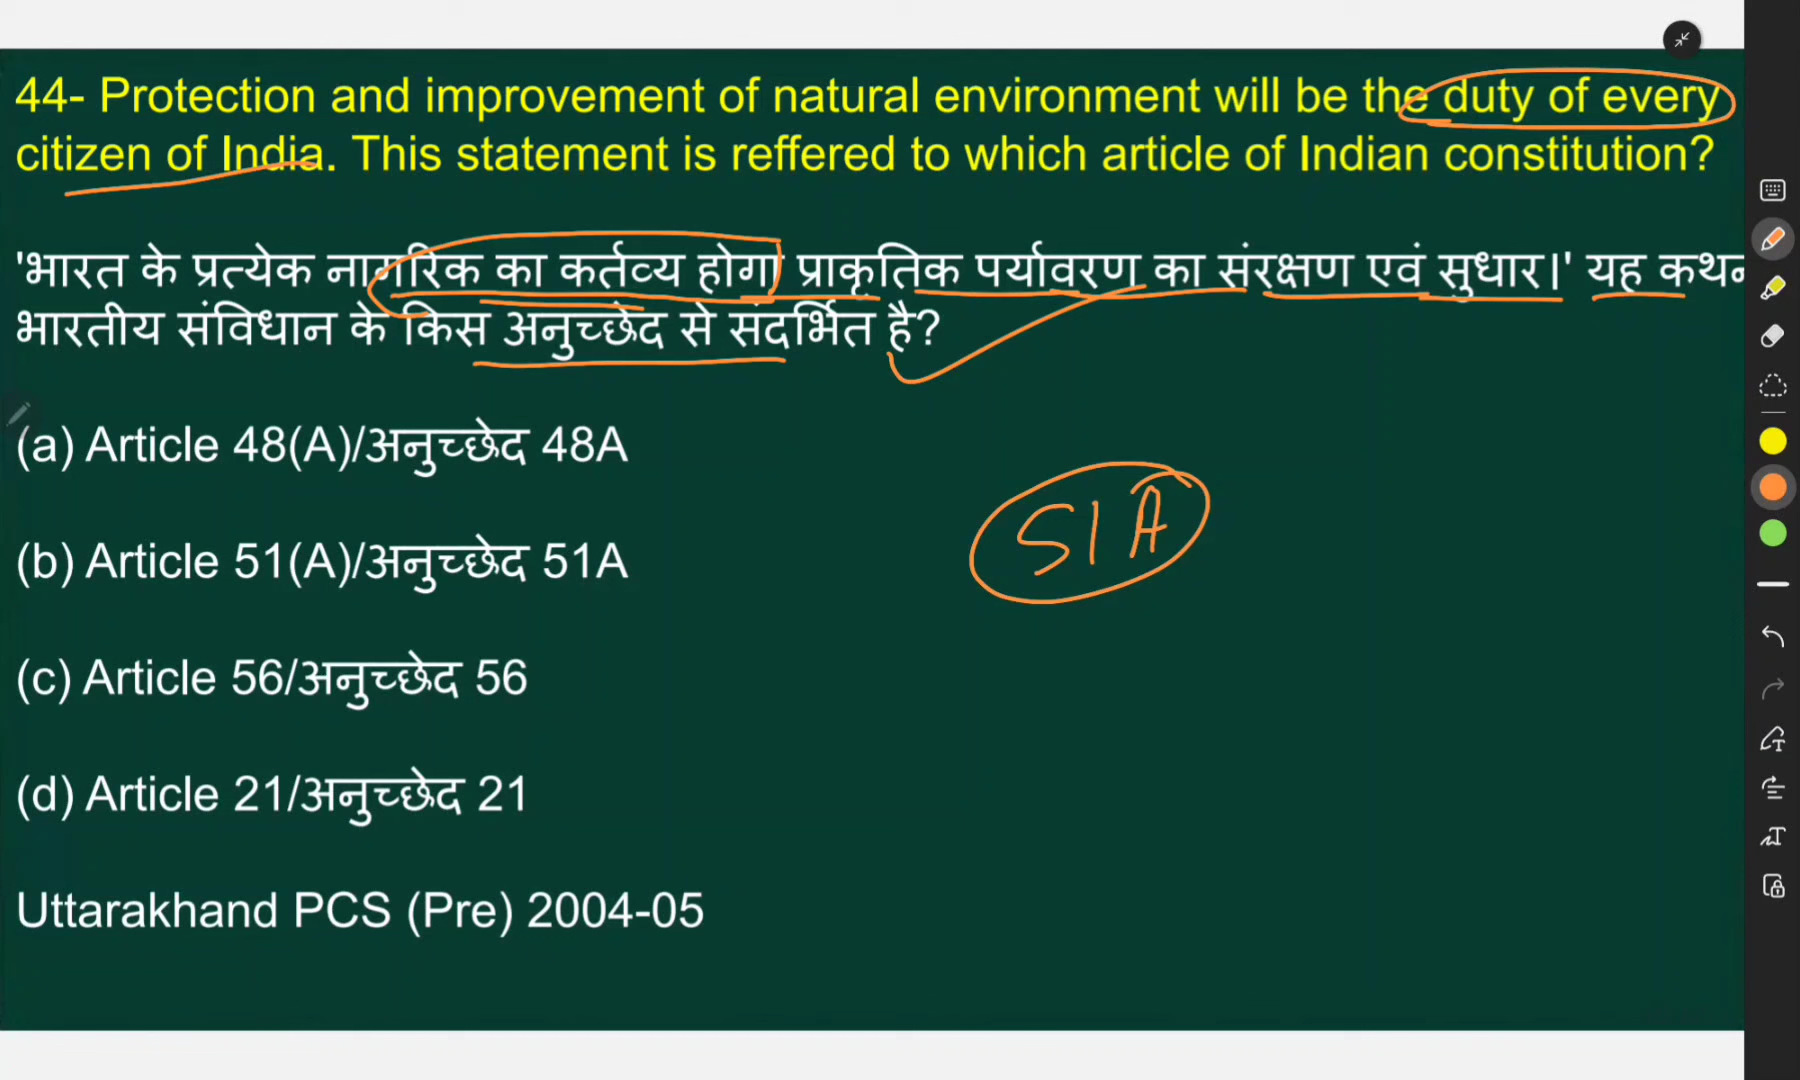 44- Protection and improvement of natural environment will be the duty of every
citizen of India. This statement is reffered to which article of Indian constitution?
'भारत के प्रत्येक नागरिक का कर्तव्य होगा प्राकृतिक पर्यावरण का संरक्षण एवं सुधार।' यह कथन
भारतीय संविधान के किस अनुच्छेद से संदर्भित है?
(a) Article 48(A)/अनुच्छेद 48A
51A
(b) Article 51(A)/अनुच्छेद 51A
(c) Article 56/अनुच्छेद 56
(d) Article 21/अनुच्छेद 21
Uttarakhand PCS (Pre) 2004-05